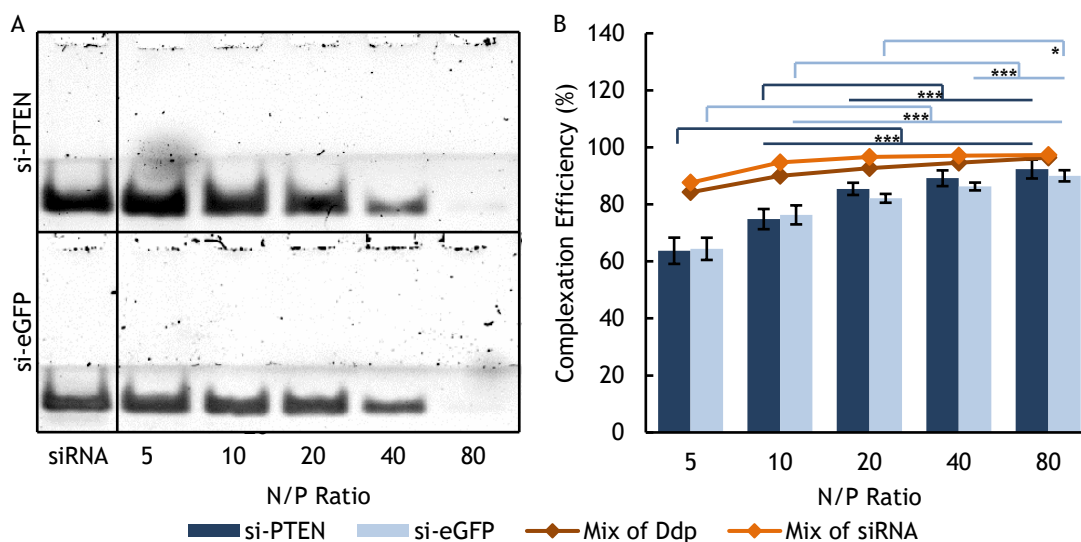 A
si-PTEN
si-eGFP
siRNA 5 10 20 40 80
N/P Ratio
B
Complexation Efficiency (%)
140
120
100
80
60
40
20
0
*
***
***
***
***
5 10 20 40 80
N/P Ratio
si-PTEN si-eGFP Mix of Ddp Mix of siRNA